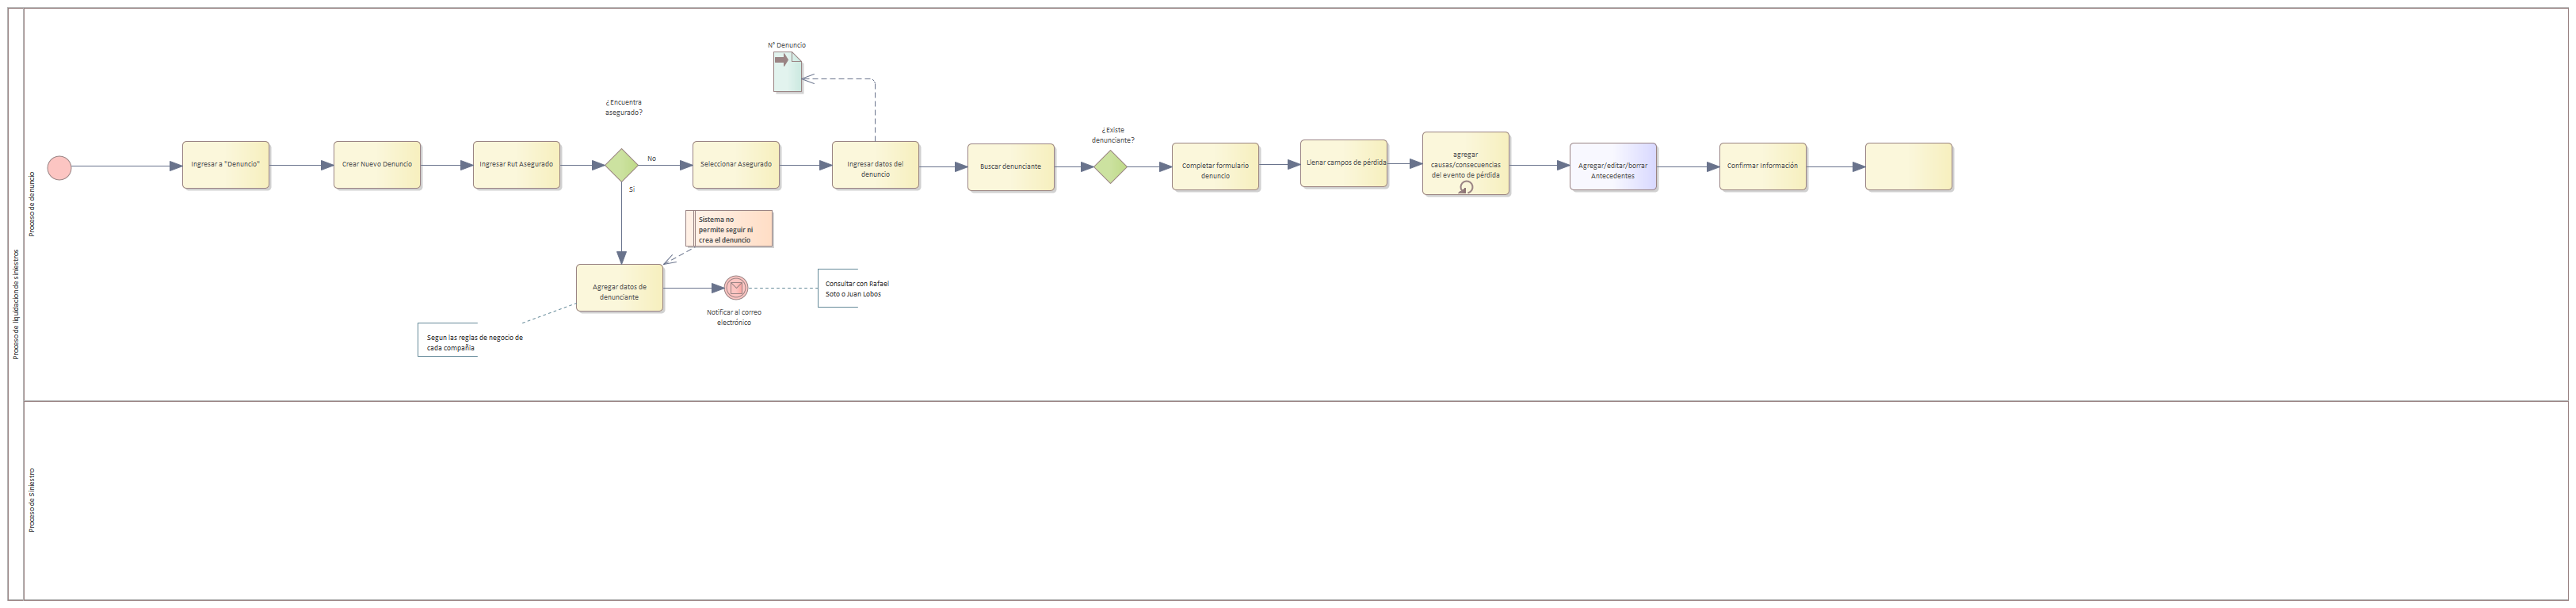 Proceso de liquidacion de siniestros
Proceso de denuncio
Nº Denuncio
¿Encuentra
asegurado?
Ingresar a "Denuncio"
Crear Nuevo Denuncio
Ingresar Rut Asegurado
No
Si
Seleccionar Asegurado
Ingresar datos del
denuncio
Buscar denunciante
¿Existe
denunciante?
Completar formulario
denuncio
Llenar campos de pérdida
agregar
causas/consecuencias
del evento de pérdida
Agregar/editar/borrar
Antecedentes
Confirmar Información
Sistema no
permite seguir ni
crea el denuncio
Agregar datos de
denunciante
Notificar al correo
electrónico
Consultar con Rafael
Soto o Juan Lobos
Segun las reglas de negocio de
cada compañia
Proceso de Siniestro